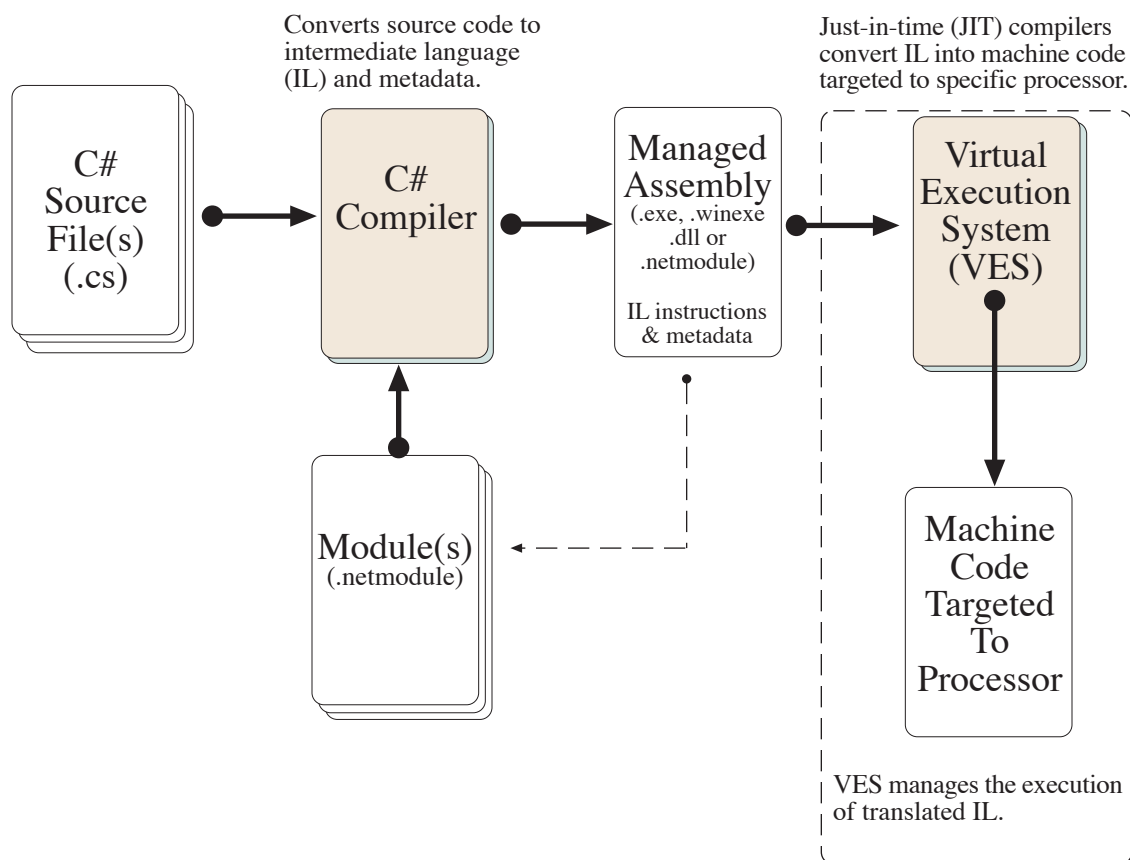 Converts source code to
intermediate language
(IL) and metadata.
Just-in-time (JIT) compilers
convert IL into machine code
targeted to specific processor.
C#
Source
File(s)
(.cs)
C#
Compiler
Managed
Assembly
(.exe, .winexe
.dll or
.netmodule)
IL instructions
& metadata
Virtual
Execution
System
(VES)
Module(s)
(.netmodule)
Machine
Code
Targeted
To
Processor
VES manages the execution
of translated IL.